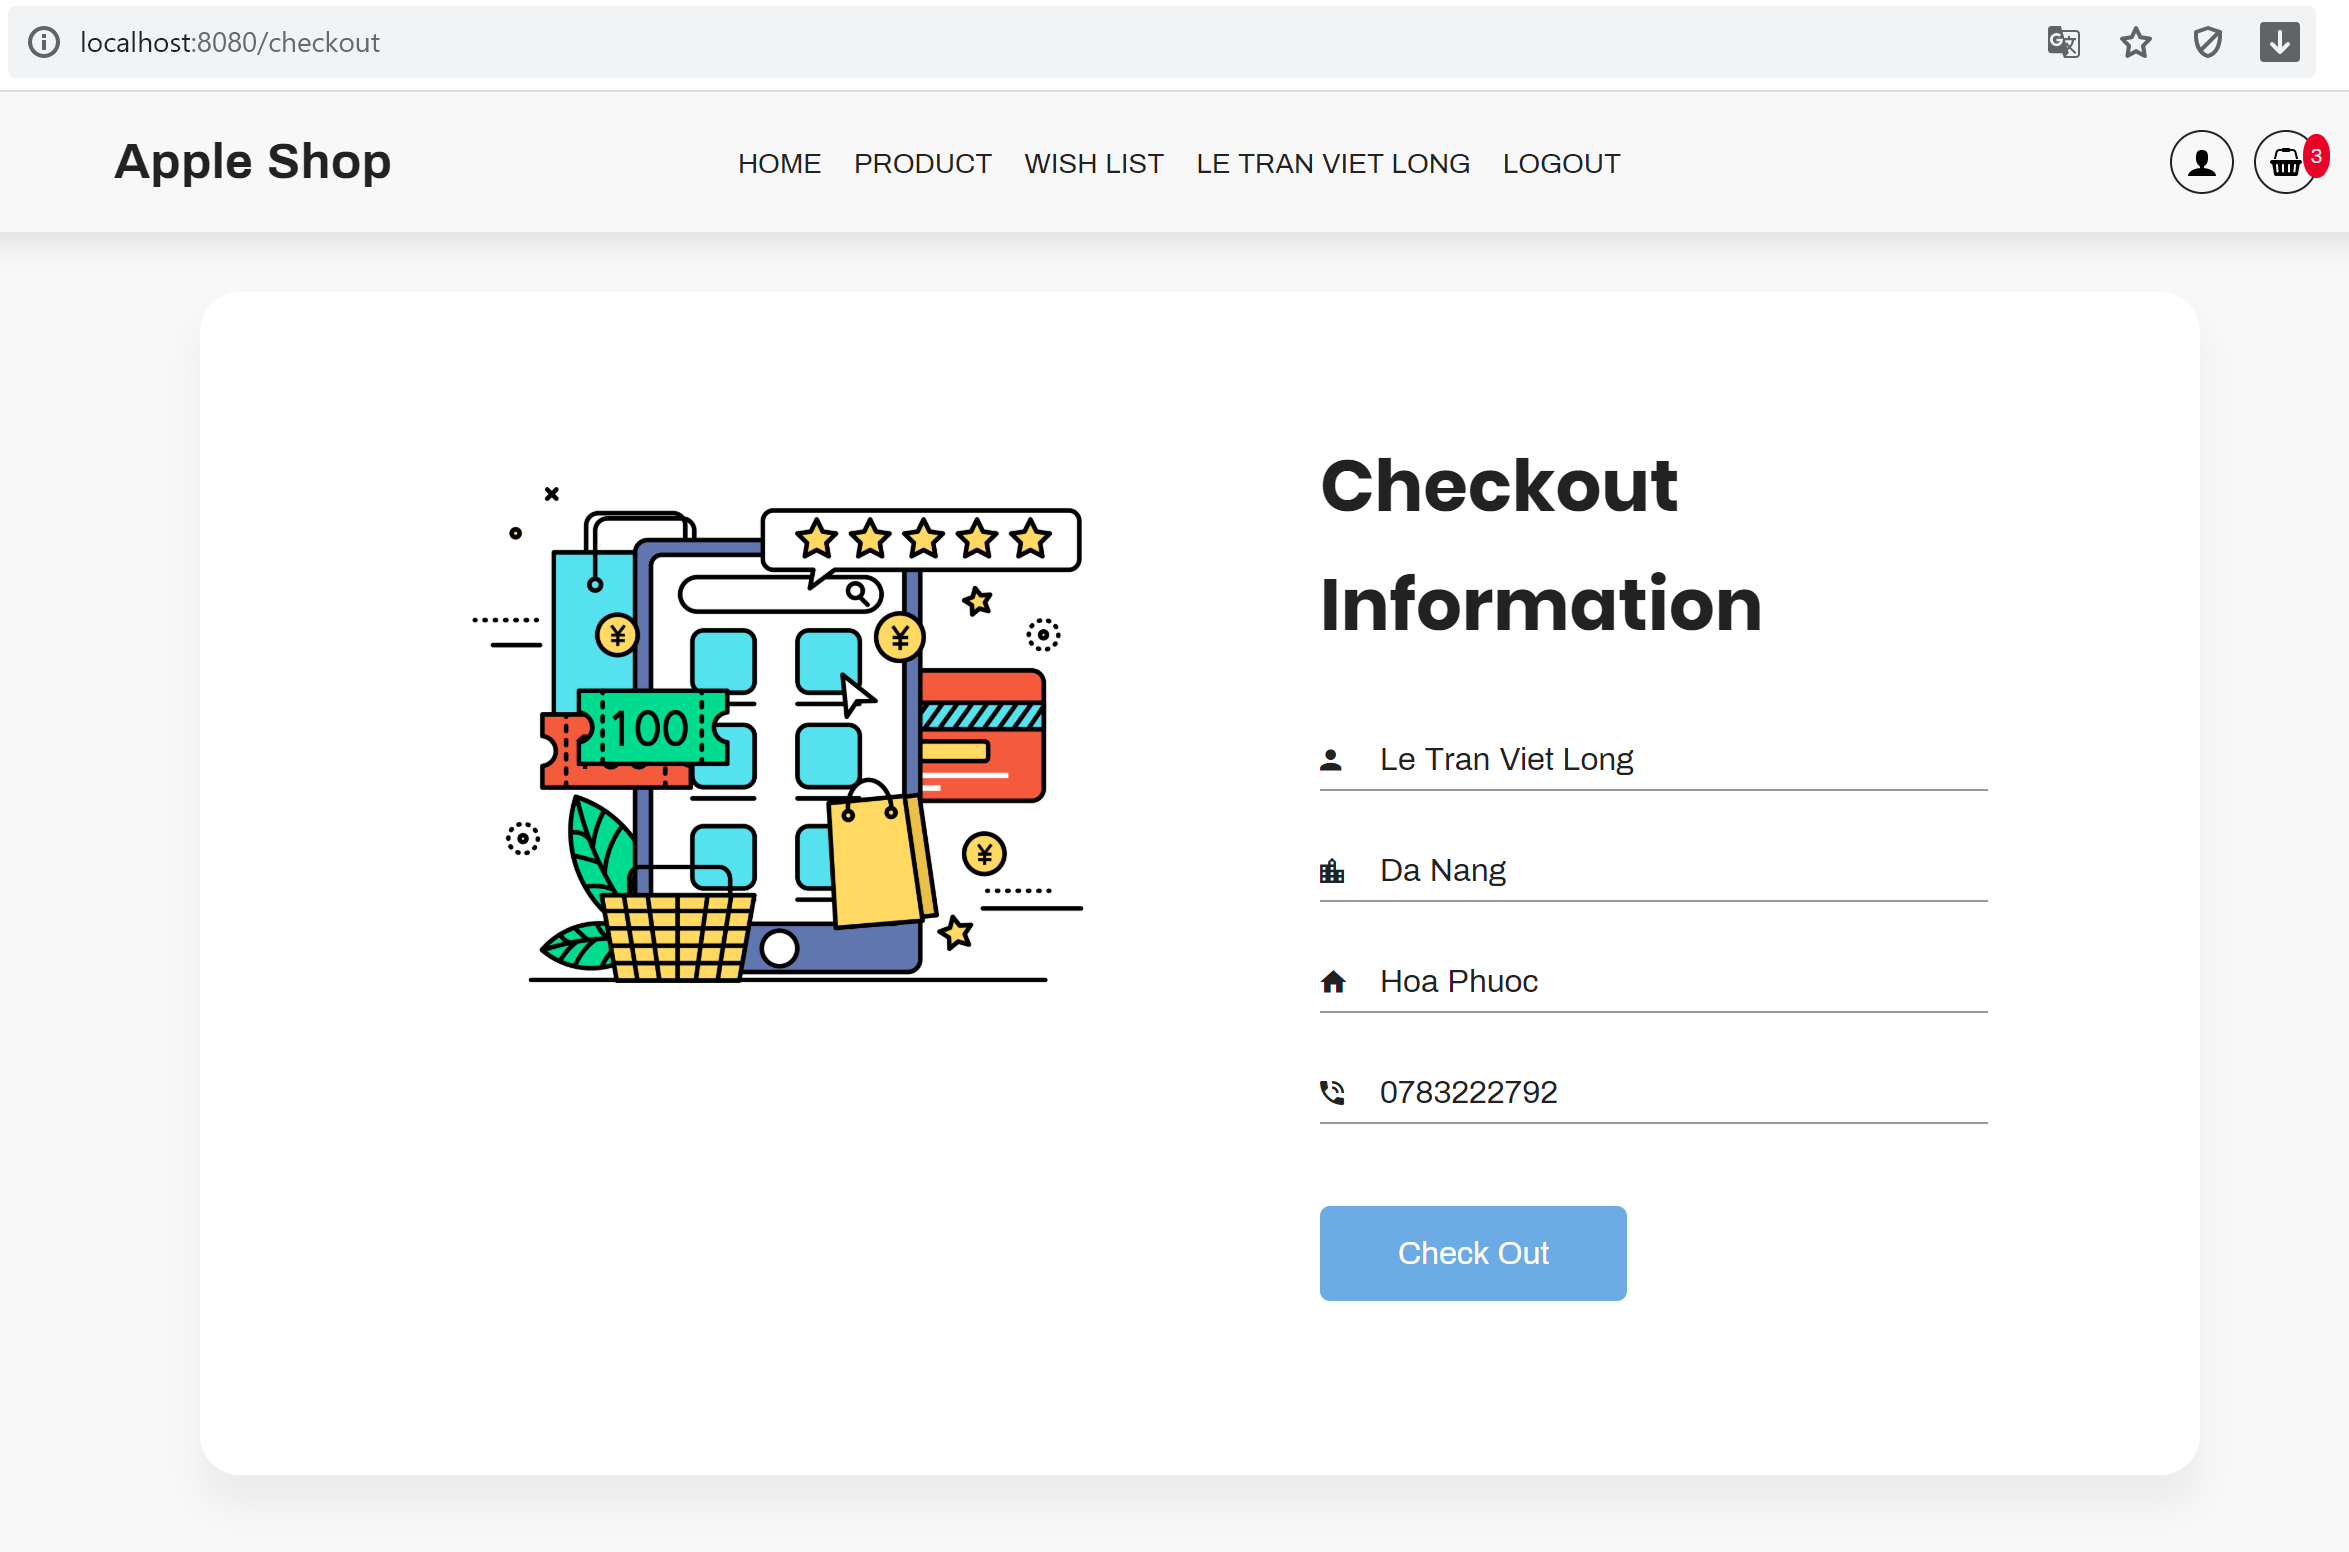 localhost:8080/checkout
Apple Shop
HOME PRODUCT WISH LIST LE TRAN VIET LONG LOGOUT
3
Checkout
Information
¥
¥
100
¥
Le Tran Viet Long
Da Nang
Hoa Phuoc
0783222792
Check Out